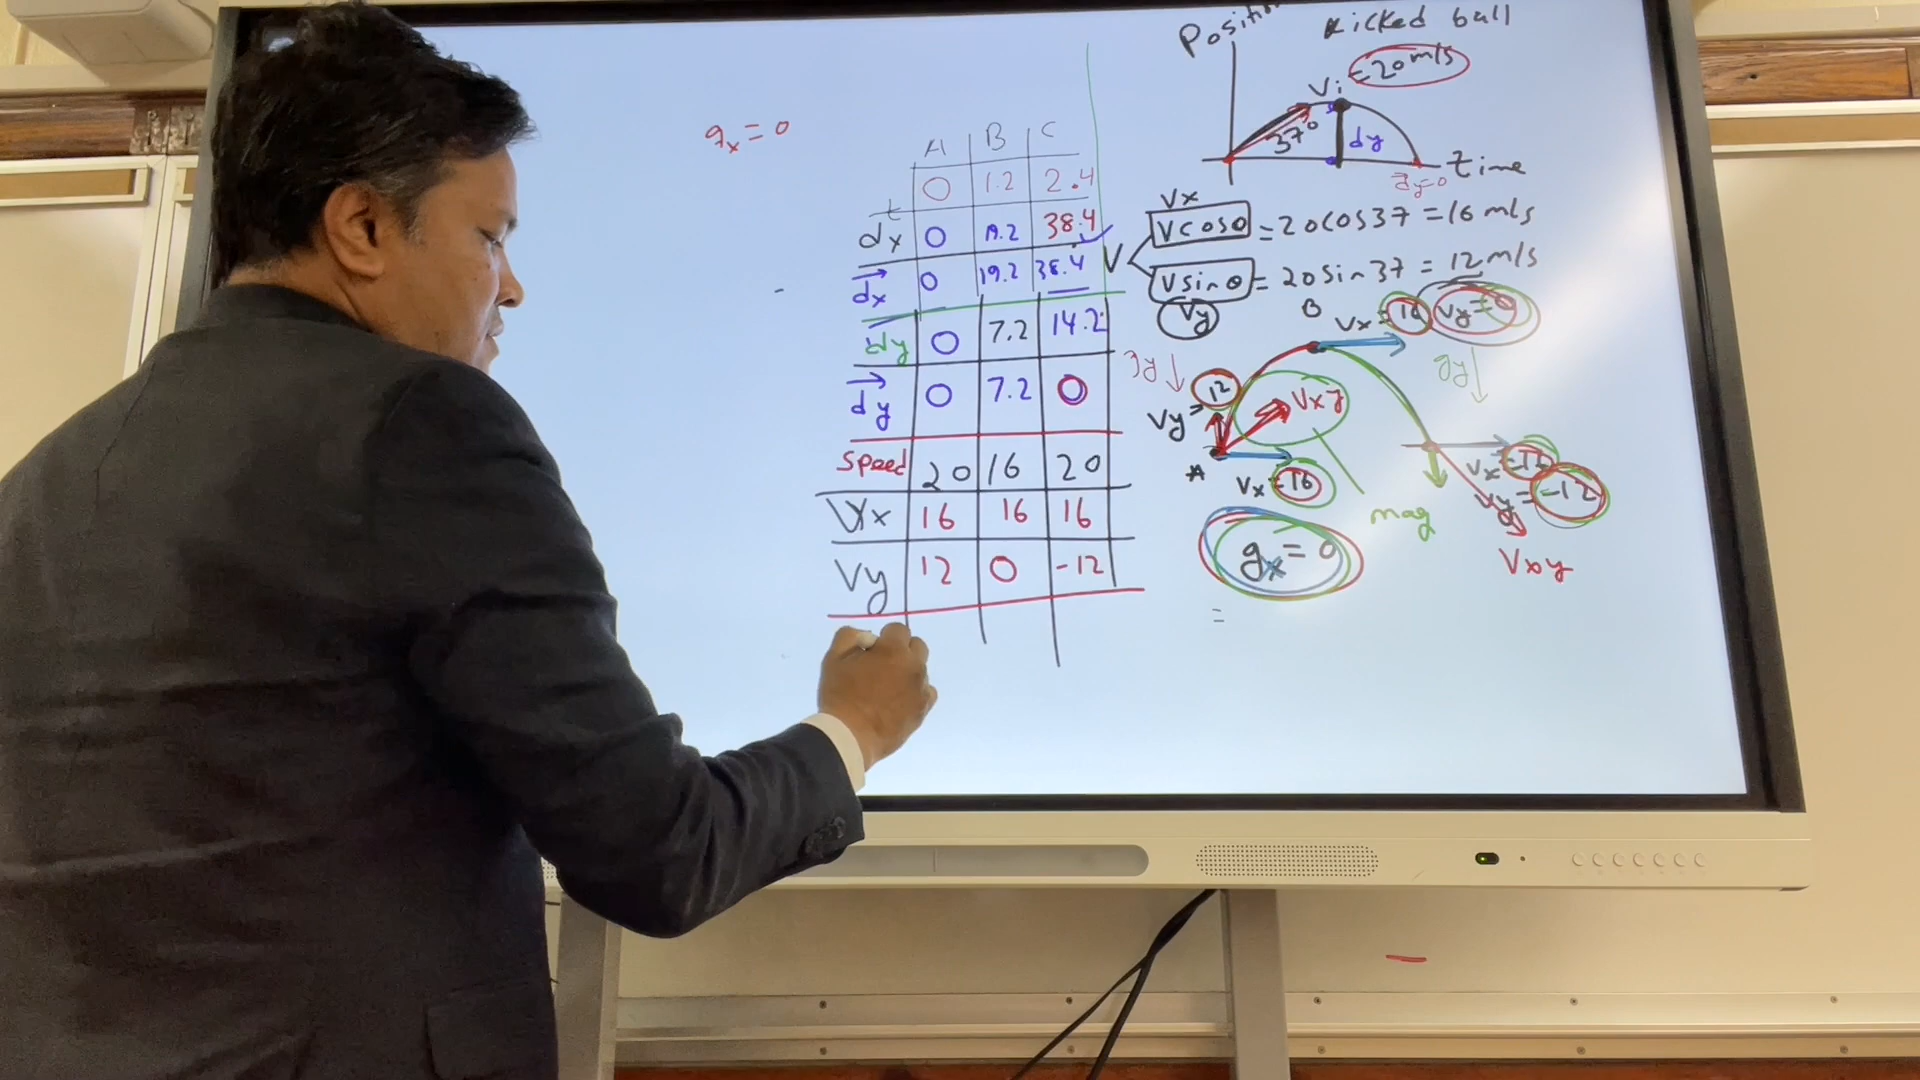 Position
kicked ball
Vi = 20 m/s
37°
dy
time
dy=0
gx = 0
A B C
t 0 1.2 2.4
dx 0 19.2 38.4
dx 0 19.2 38.4
dy 0 7.2 14.2
dy 0 7.2 0
Speed 20 16 20
Vx 16 16 16
Vy 12 0 -12
Vx
V
Vcosθ = 20cos37 = 16 m/s
Vsinθ = 20sin37 = 12 m/s
Vy
B
Vx = 16 Vy = 0
gy
gy
Vy = 12
Vxy
A
Vx = 16
Vy = -12
mag
gx = 0
Vxy
=